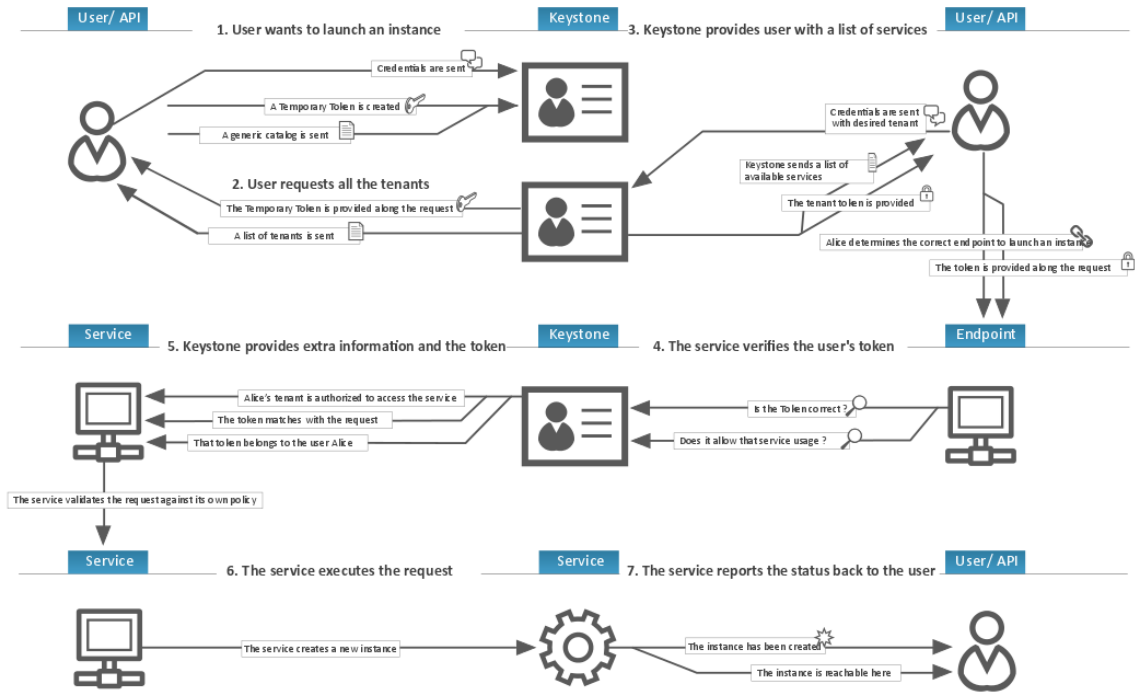 User/ API
Keystone
User/ API
1. User wants to launch an instance
3. Keystone provides user with a list of services
Credentials are sent
A Temporary Token is created
A generic catalog is sent
Credentials are sent
with desired tenant
Keystone sends a list of
available services
2. User requests all the tenants
The Temporary Token is provided along the request
The tenant token is provided
A list of tenants is sent
Alice determines the correct endpoint to launch an instance
The token is provided along the request
Service
Keystone
Endpoint
5. Keystone provides extra information and the token
4. The service verifies the user's token
Alice's tenant is authorized to access the service
The token matches with the request
That token belongs to the user Alice
Is the Token correct ?
Does it allow that service usage ?
The service validates the request against its own policy
Service
Service
User/ API
6. The service executes the request
7. The service reports the status back to the user
The service creates a new instance
The instance has been created
The instance is reachable here